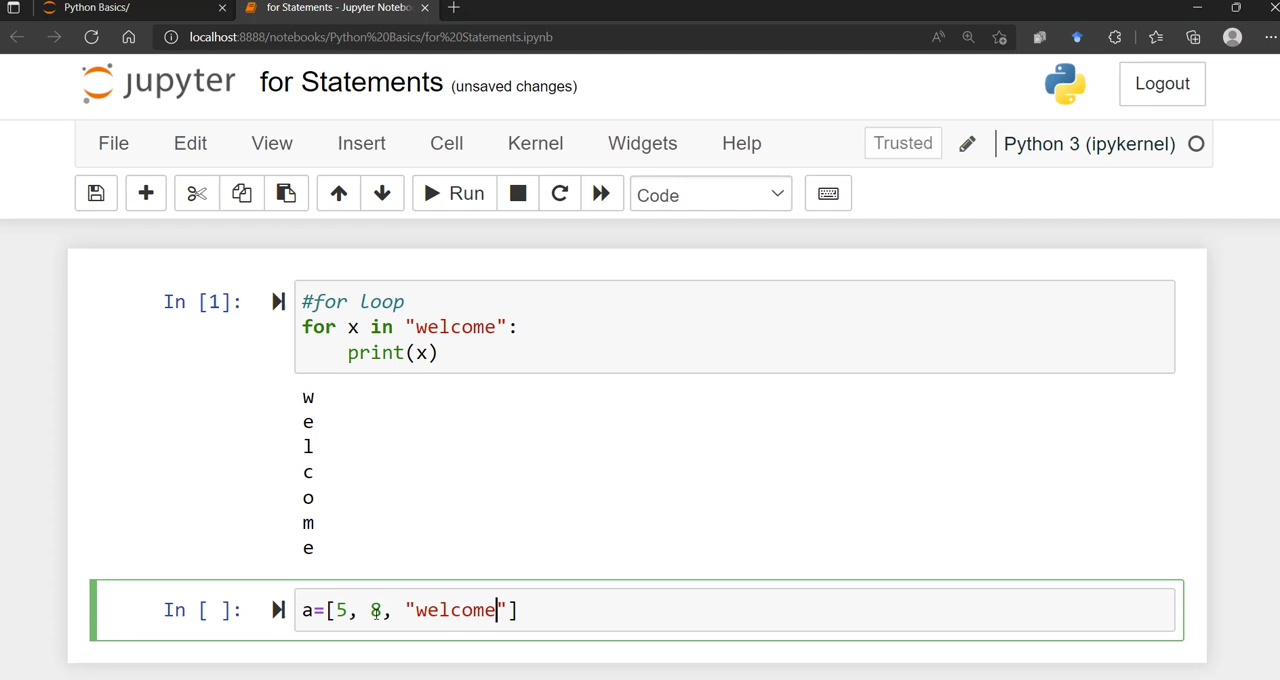 Python Basics/
for Statements - Jupyter Notebo
localhost:8888/notebooks/Python%20Basics/for%20Statements.ipynb
jupyter for Statements (unsaved changes)
Logout
File Edit View Insert Cell Kernel Widgets Help Trusted Python 3 (ipykernel)
Run Code
In [1]: #for loop
for x in "welcome":
print(x)
w
e
l
c
o
m
e
In [ ]: a=[5, 8, "welcome"]